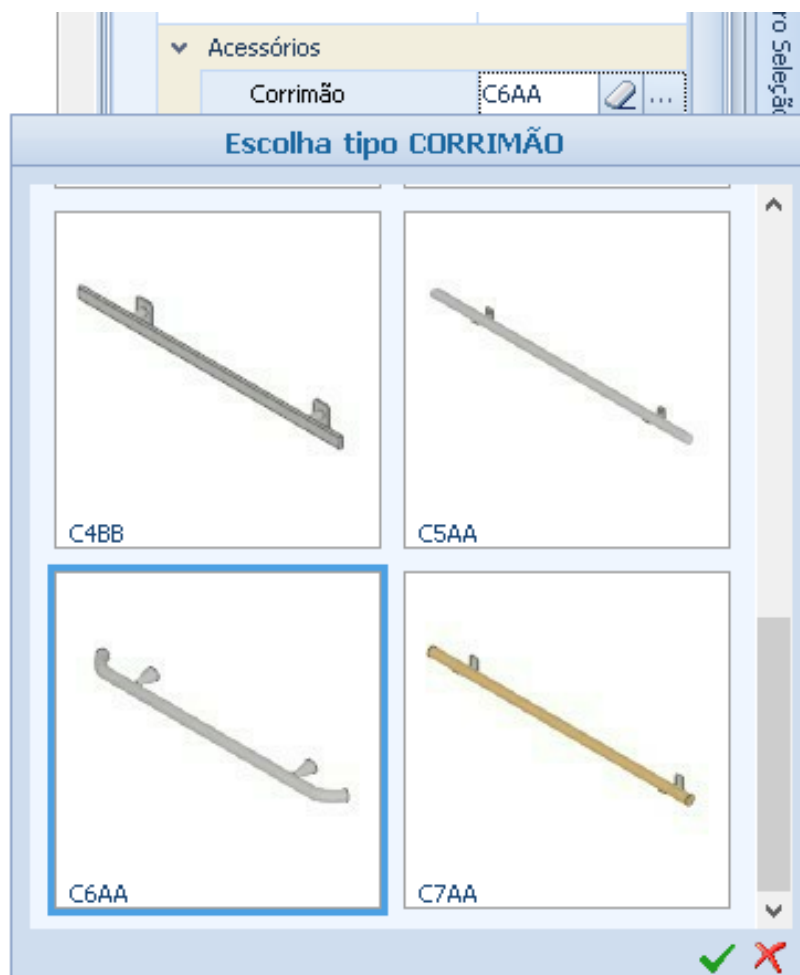 Acessórios
Corrimão C6AA ...
ro Seleção
Escolha tipo CORRIMÃO
C4BB C5AA
C6AA C7AA